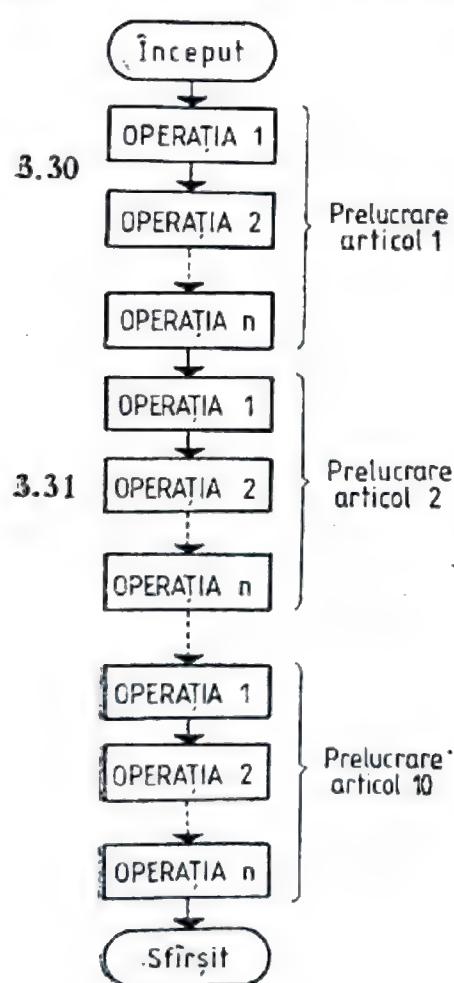 Început
OPERAȚIA 1
3.30
OPERAȚIA 2
Prelucrare
articol 1
OPERAȚIA n
OPERAȚIA 1
3.31
OPERAȚIA 2
Prelucrare
articol 2
OPERAȚIA n
OPERAȚIA 1
OPERAȚIA 2
Prelucrare
articol 10
OPERAȚIA n
Sfîrșit